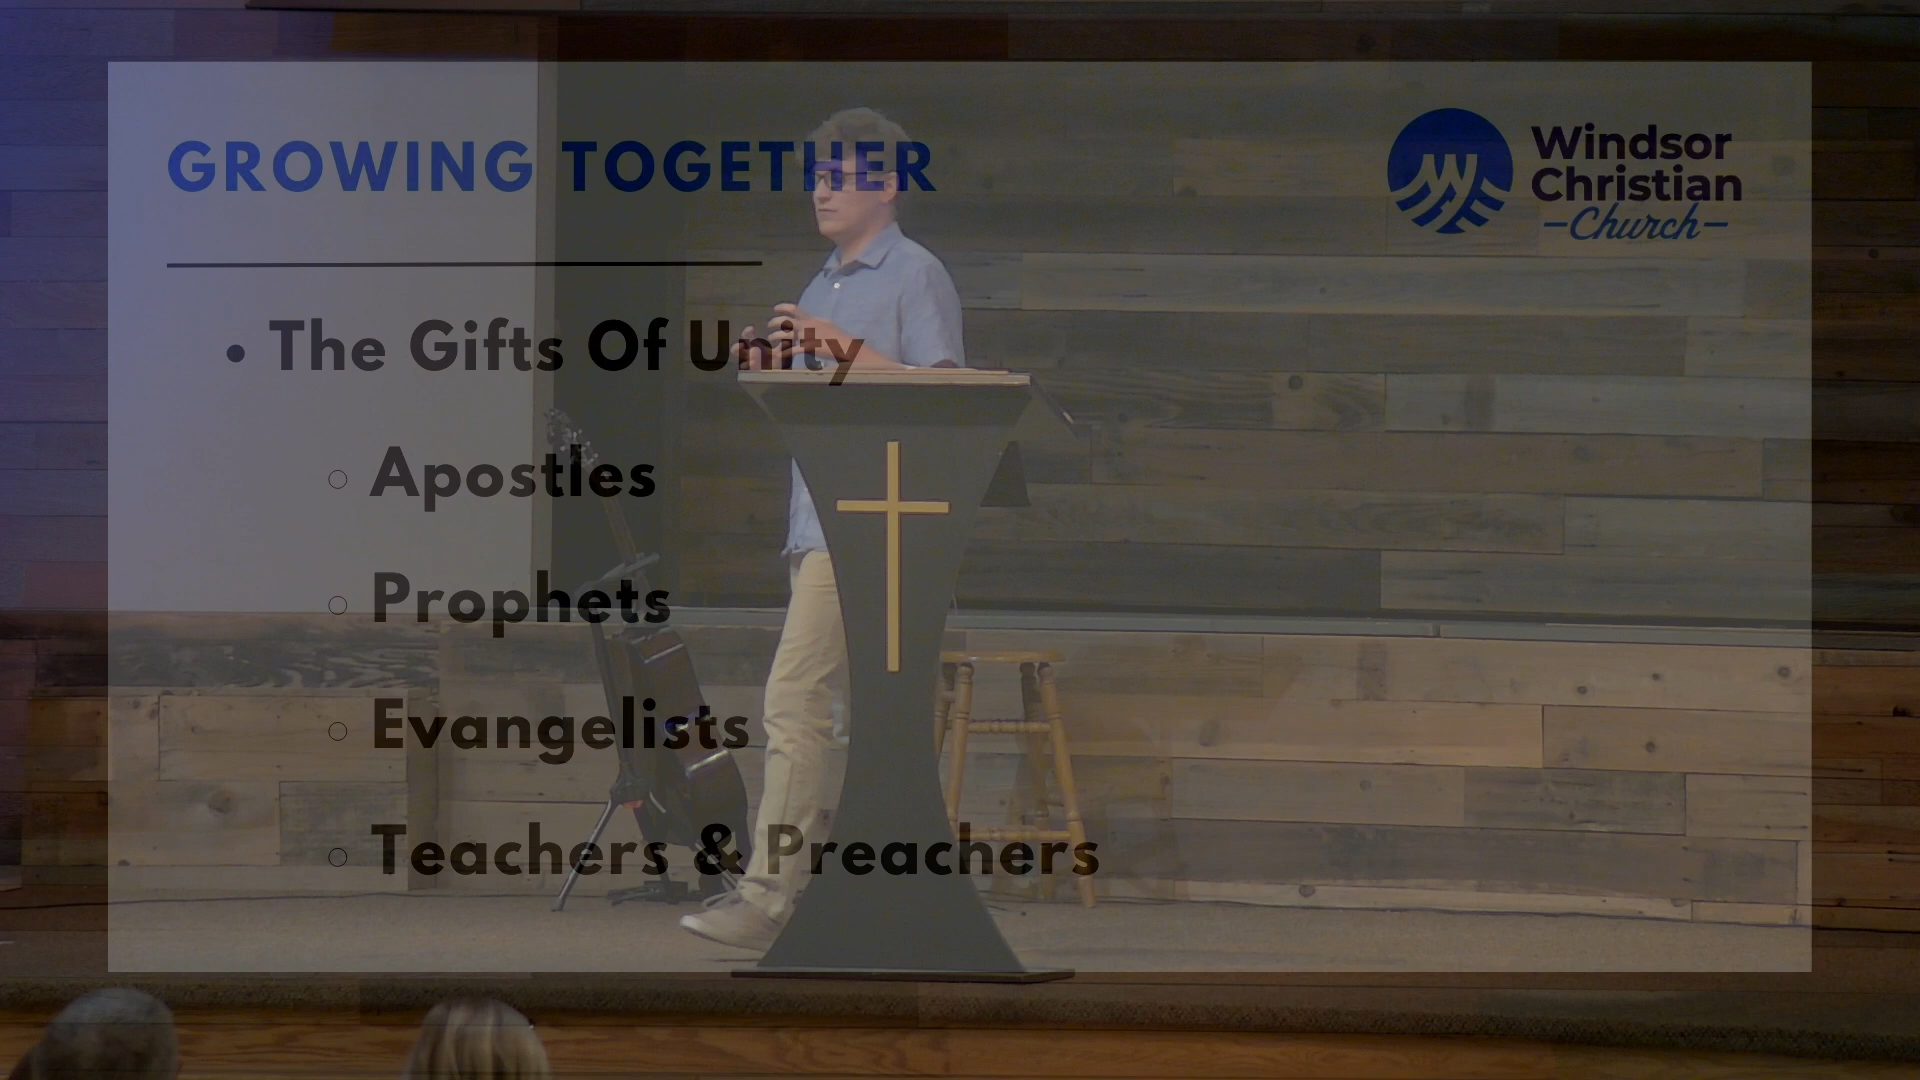 GROWING TOGETHER
Windsor
Christian
-Church-
• The Gifts Of Unity
○ Apostles
○ Prophets
○ Evangelists
○ Teachers & Preachers